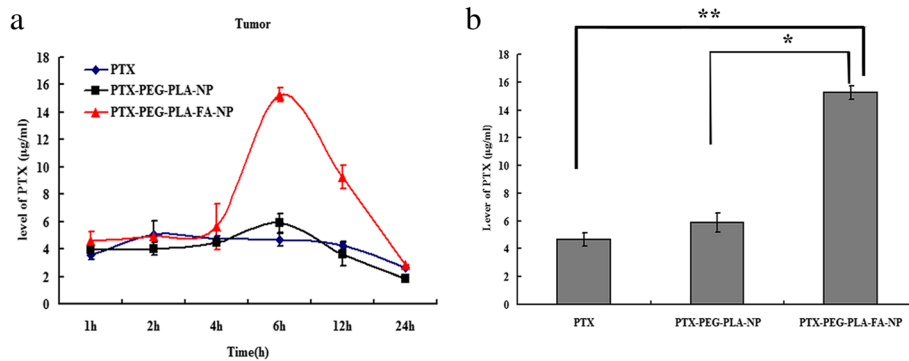 a
Tumor
level of PTX (μg/ml)
18
16
14
12
10
8
6
4
2
0
PTX
PTX-PEG-PLA-NP
PTX-PEG-PLA-FA-NP
1h 2h 4h 6h 12h 24h
Time(h)
b
**
*
Lever of PTX (μg/ml)
18
16
14
12
10
8
6
4
2
0
PTX PTX-PEG-PLA-NP PTX-PEG-PLA-FA-NP